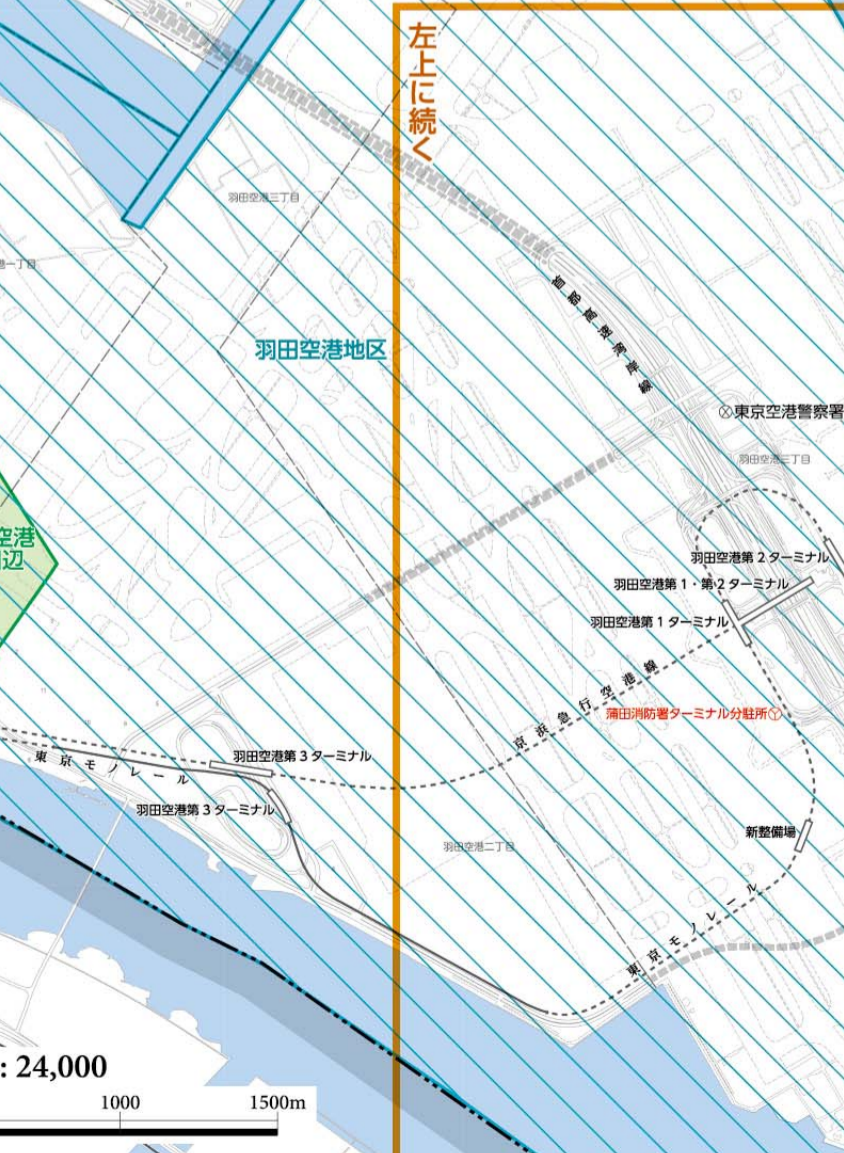 左上に続く
羽田空港三丁目
一丁目
羽田空港地区
首都高速湾岸線
東京空港警察署
羽田空港三丁目
空港
辺
羽田空港第2ターミナル
羽田空港第1・第2ターミナル
羽田空港第1ターミナル
京浜急行空港線
蒲田消防署ターミナル分駐所
東京モノレール
羽田空港第3ターミナル
羽田空港第3ターミナル
新整備場
羽田空港二丁目
東京モノレール
: 24,000
1000
1500m